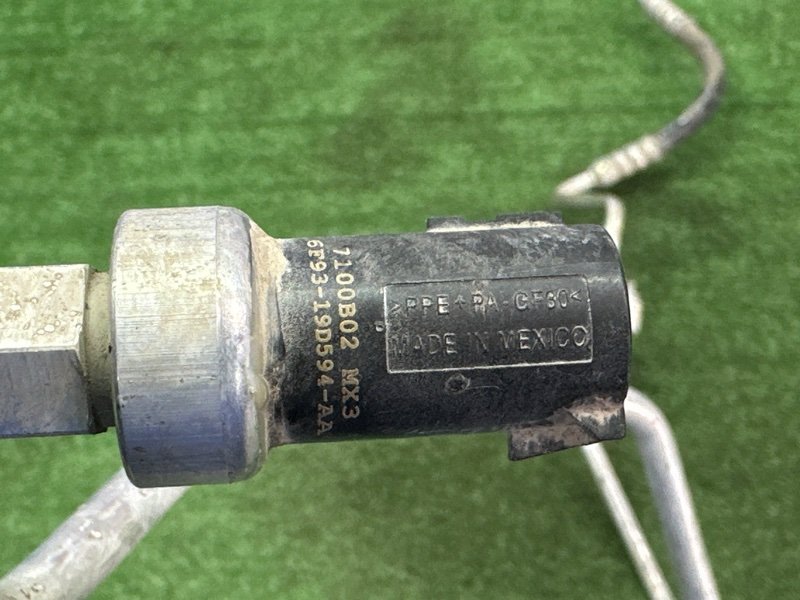 7100B02 MX3
6F93-19D594-AA
>PPE+PA-GF30<
MADE IN MEXICO